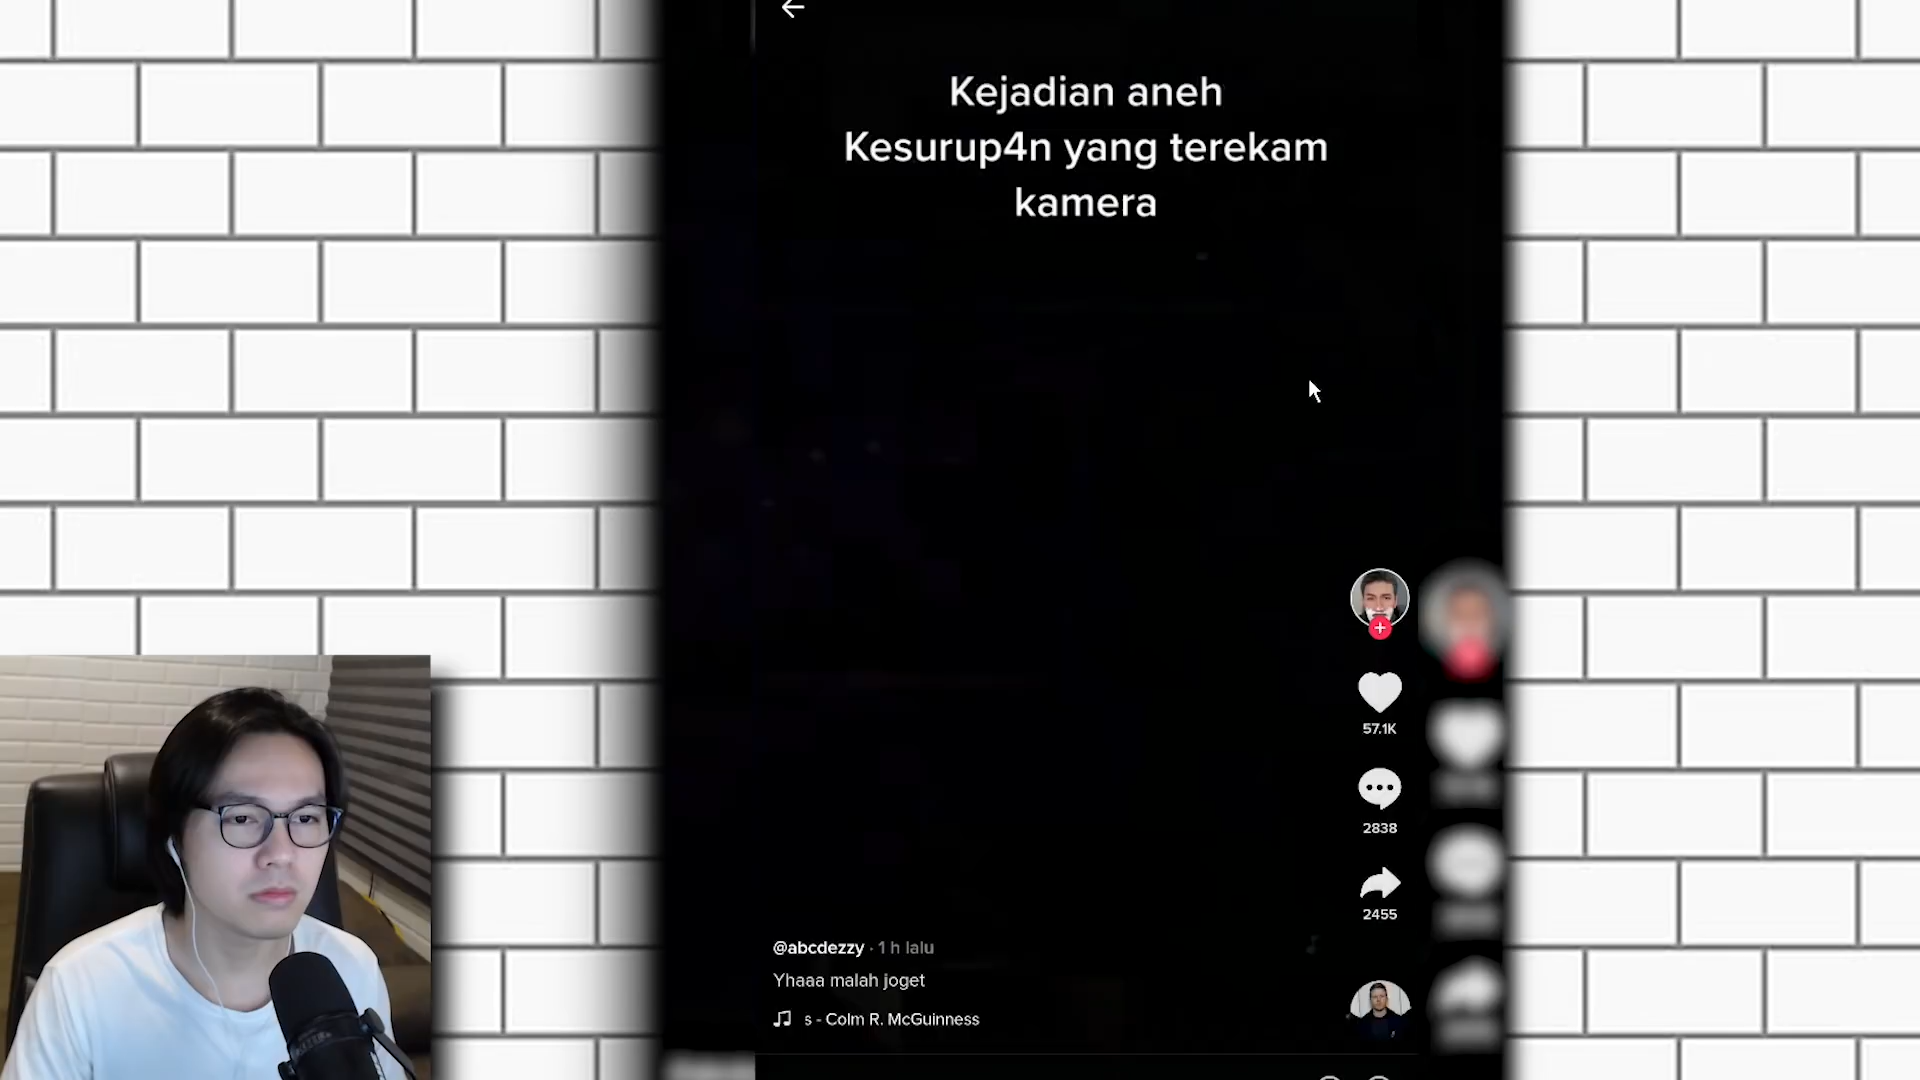 Kejadian aneh
Kesurup4n yang terekam
kamera
57.1K
2838
2455
@abcdezzy · 1 h lalu
Yhaaa malah joget
s - Colm R. McGuinness